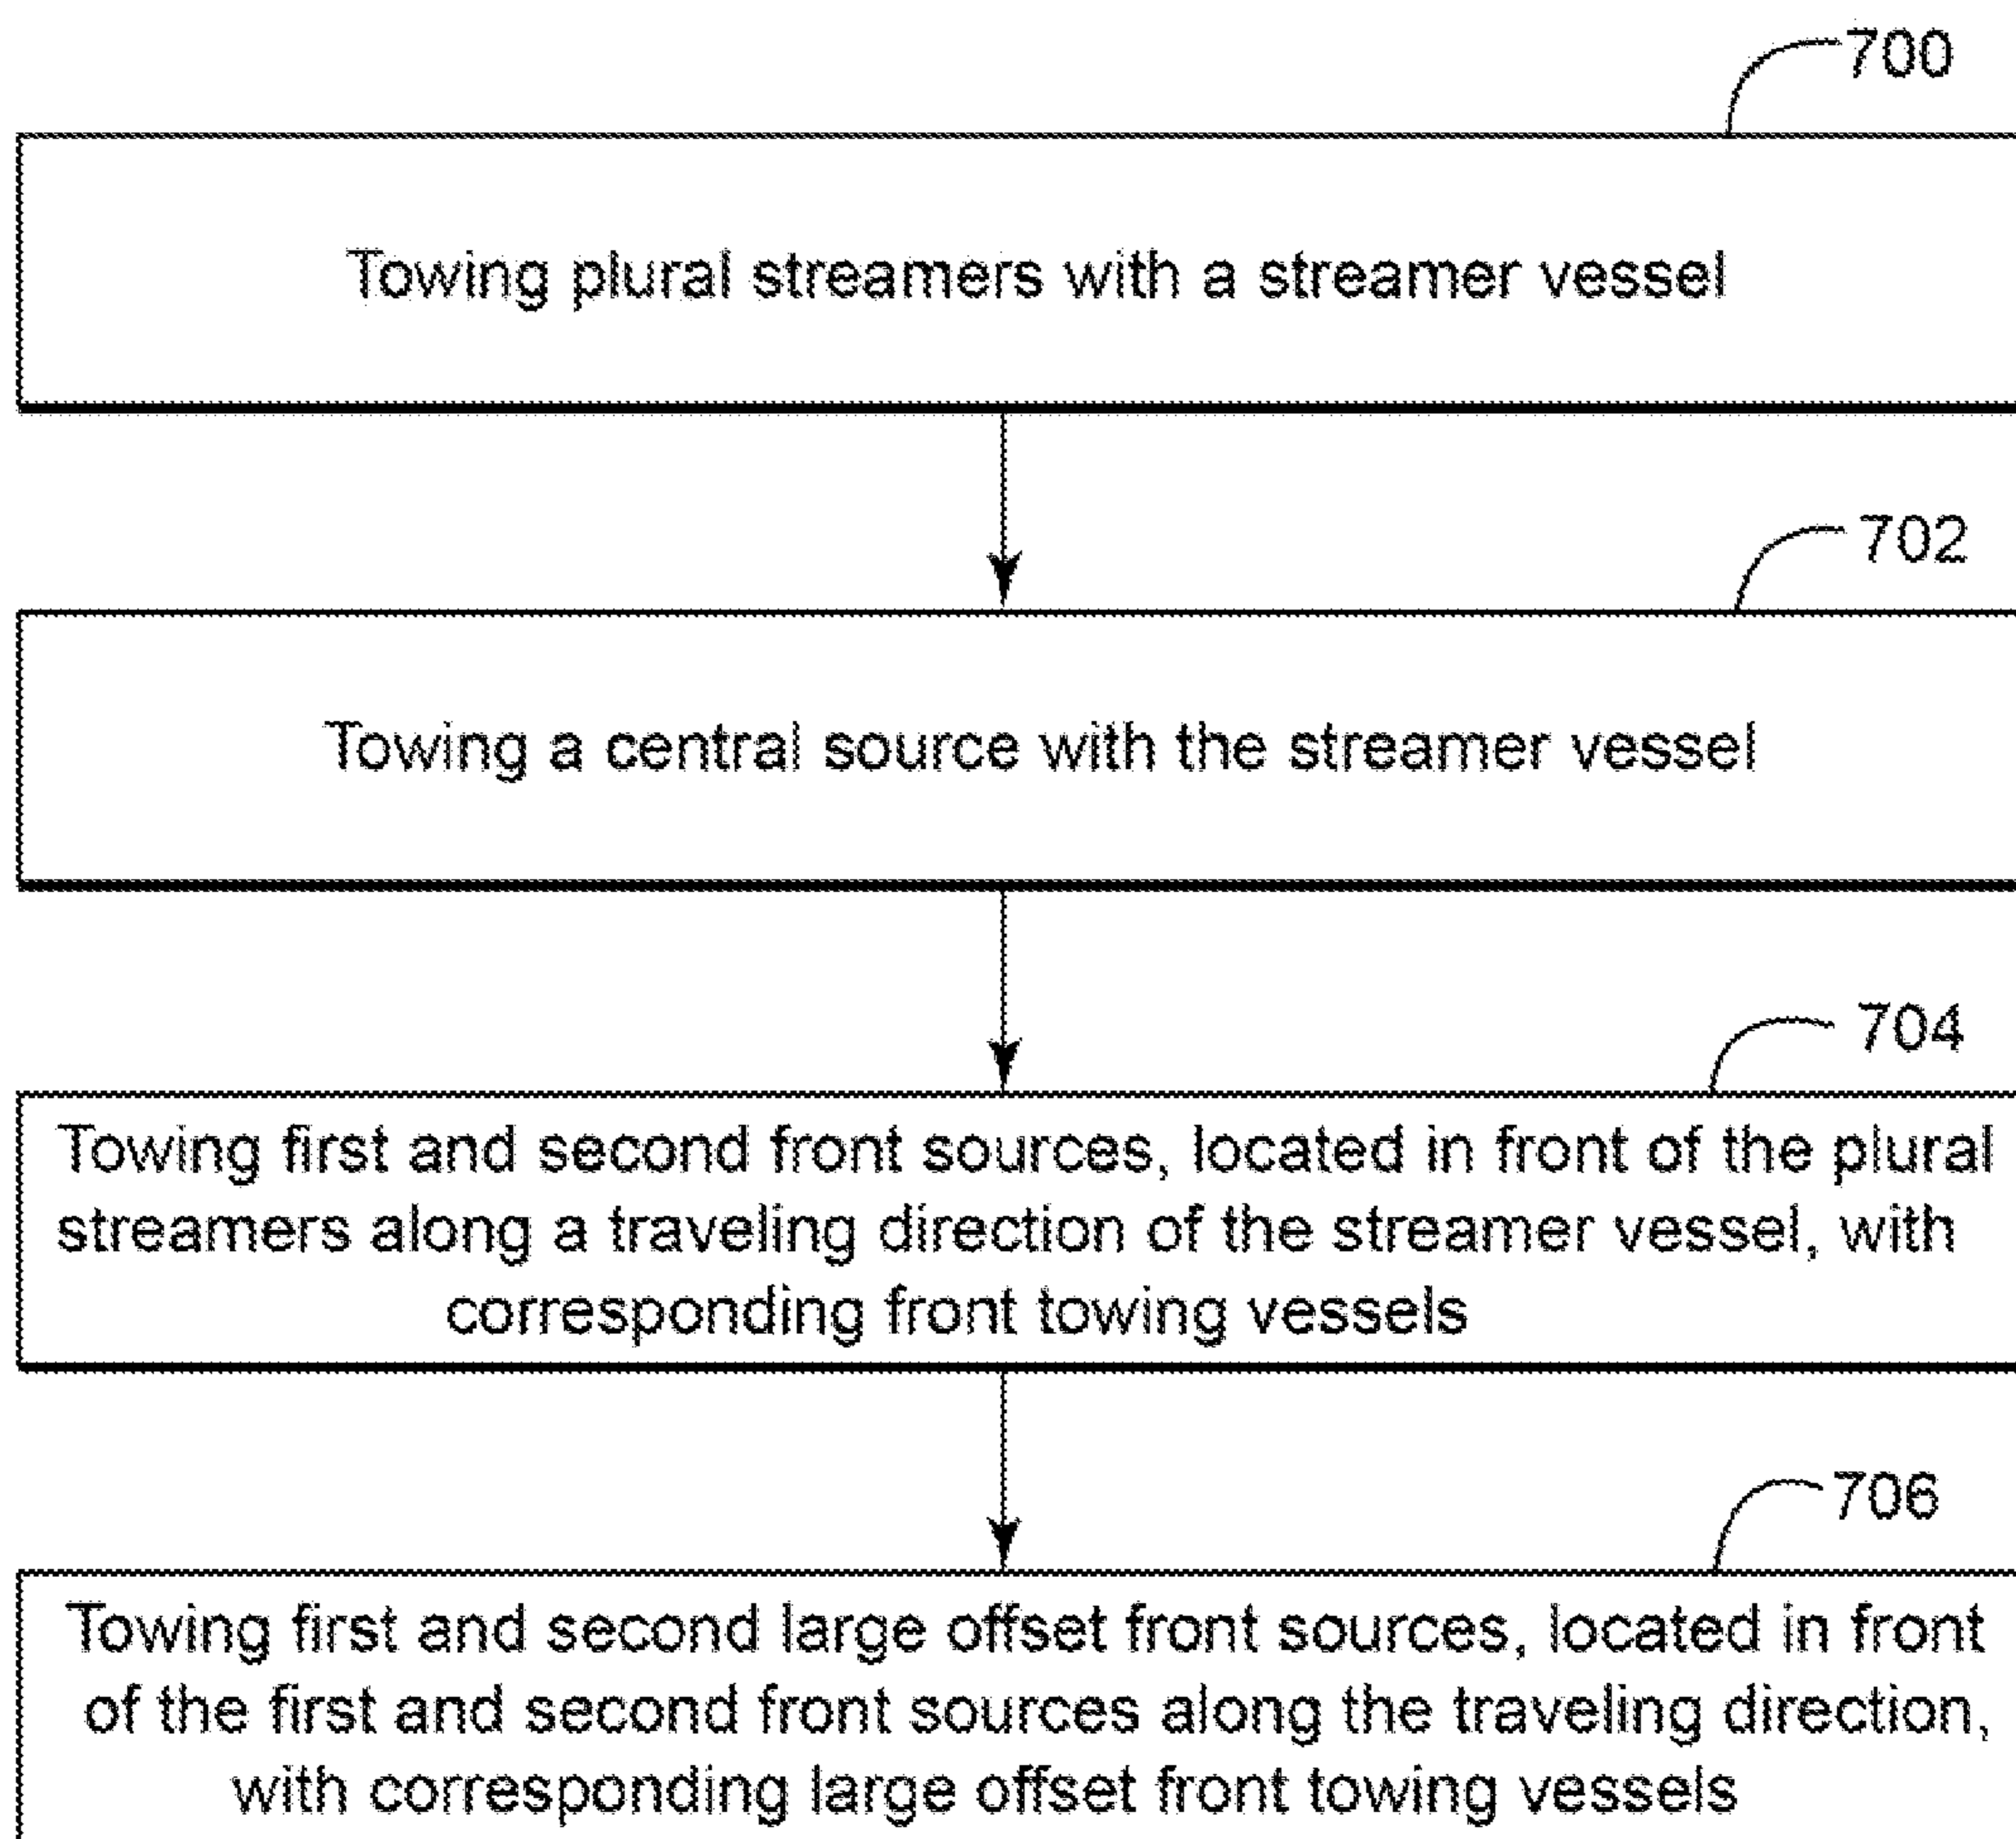 700
Towing plural streamers with a streamer vessel
702
Towing a central source with the streamer vessel
704
Towing first and second front sources, located in front of the plural
streamers along a traveling direction of the streamer vessel, with
corresponding front towing vessels
706
Towing first and second large offset front sources, located in front
of the first and second front sources along the traveling direction,
with corresponding large offset front towing vessels